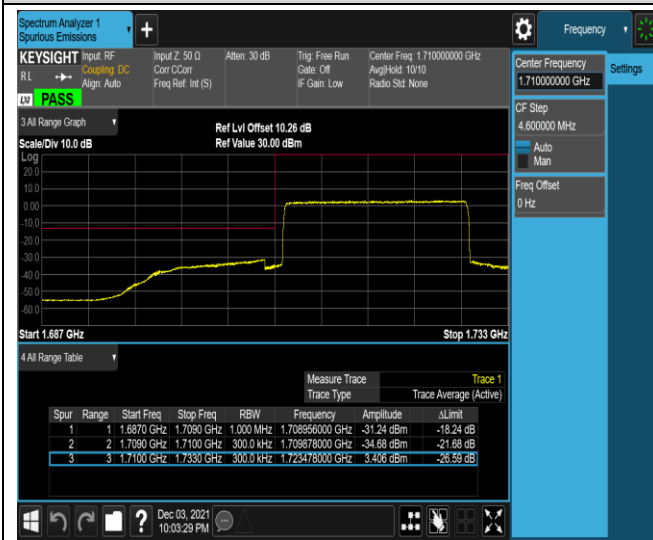 Spectrum Analyzer 1
Spurious Emissions
+
Frequency
KEYSIGHT Input: RF Input Z: 50 Ω Atten: 30 dB Trig: Free Run Center Freq: 1.710000000 GHz
RL Coupling: DC Corr CCorr Gate: Off Avg|Hold: 10/10
Align: Auto Freq Ref: Int (S) IF Gain: Low Radio Std: None
LXI PASS
Center Frequency
1.710000000 GHz
Settings
CF Step
4.600000 MHz
Auto
Man
Freq Offset
0 Hz
3 All Range Graph
Ref Lvl Offset 10.26 dB
Scale/Div 10.0 dB Ref Value 30.00 dBm
Log
20.0
10.0
0.00
-10.0
-20.0
-30.0
-40.0
-50.0
-60.0
Start 1.687 GHz Stop 1.733 GHz
4 All Range Table
Measure Trace Trace 1
Trace Type Trace Average (Active)
Spur Range Start Freq Stop Freq RBW Frequency Amplitude ΔLimit
1 1 1.6870 GHz 1.7090 GHz 1.000 MHz 1.708956000 GHz -31.24 dBm -18.24 dB
2 2 1.7090 GHz 1.7100 GHz 300.0 kHz 1.709878000 GHz -34.68 dBm -21.68 dB
3 3 1.7100 GHz 1.7330 GHz 300.0 kHz 1.723478000 GHz 3.406 dBm -26.59 dB
? Dec 03, 2021
10:03:29 PM